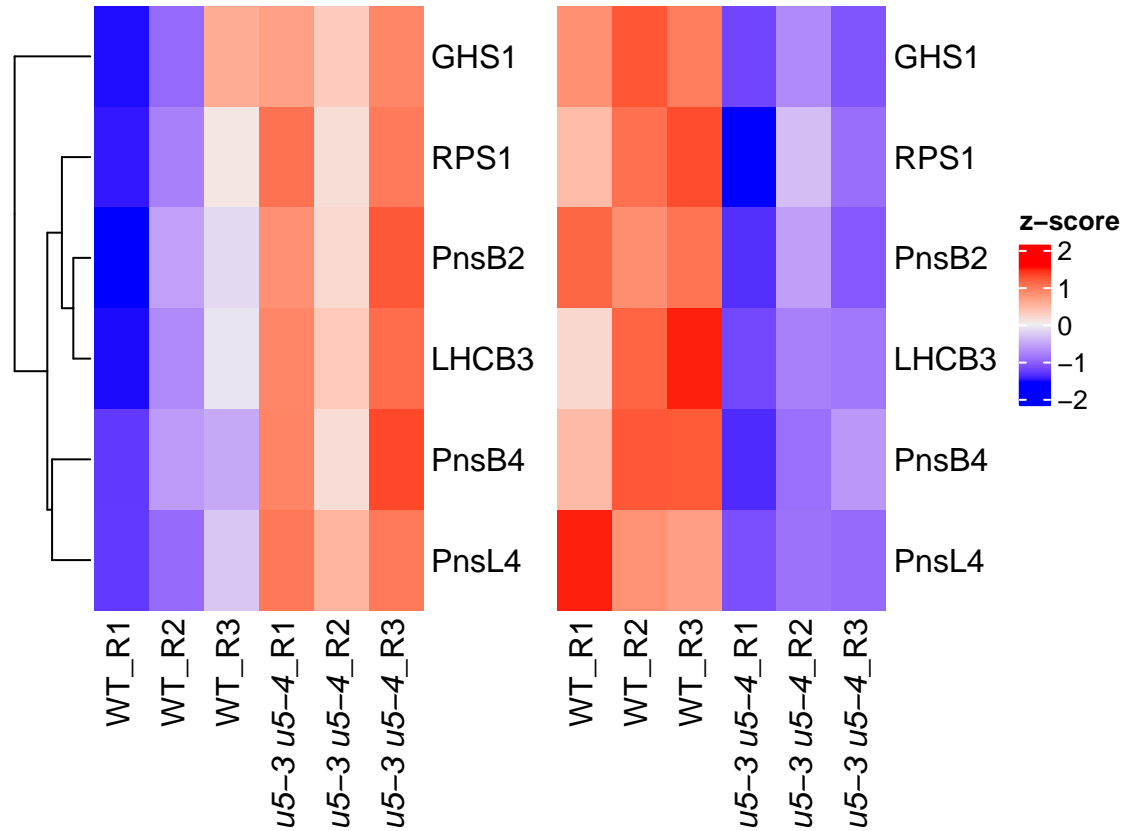 GHS1
RPS1
PnsB2
LHCB3
PnsB4
PnsL4
WT_R1
WT_R2
WT_R3
u5−3 u5−4_R1
u5−3 u5−4_R2
u5−3 u5−4_R3
GHS1
RPS1
PnsB2
LHCB3
PnsB4
PnsL4
WT_R1
WT_R2
WT_R3
u5−3 u5−4_R1
u5−3 u5−4_R2
u5−3 u5−4_R3
z−score
2
1
0
−1
−2